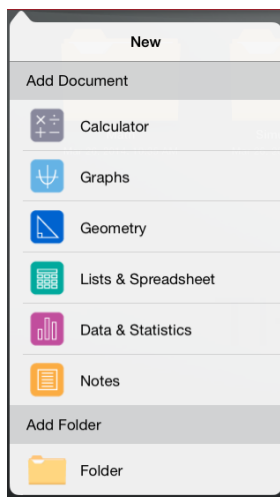 New
Add Document
Calculator
Graphs
Geometry
Lists & Spreadsheet
Data & Statistics
Notes
Add Folder
Folder